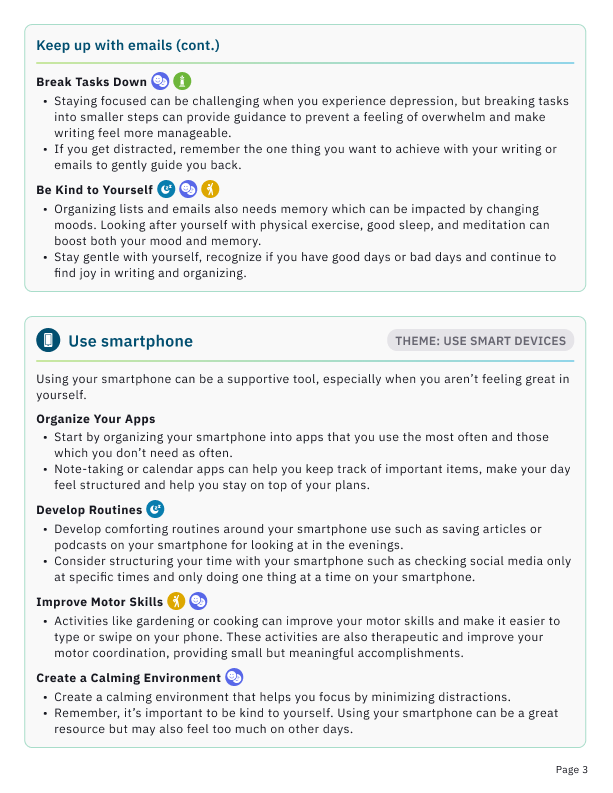 Keep up with emails (cont.)
Break Tasks Down
• Staying focused can be challenging when you experience depression, but breaking tasks
into smaller steps can provide guidance to prevent a feeling of overwhelm and make
writing feel more manageable.
• If you get distracted, remember the one thing you want to achieve with your writing or
emails to gently guide you back.
Be Kind to Yourself
• Organizing lists and emails also needs memory which can be impacted by changing
moods. Looking after yourself with physical exercise, good sleep, and meditation can
boost both your mood and memory.
• Stay gentle with yourself, recognize if you have good days or bad days and continue to
find joy in writing and organizing.
Use smartphone
THEME: USE SMART DEVICES
Using your smartphone can be a supportive tool, especially when you aren’t feeling great in
yourself.
Organize Your Apps
• Start by organizing your smartphone into apps that you use the most often and those
which you don’t need as often.
• Note-taking or calendar apps can help you keep track of important items, make your day
feel structured and help you stay on top of your plans.
Develop Routines
• Develop comforting routines around your smartphone use such as saving articles or
podcasts on your smartphone for looking at in the evenings.
• Consider structuring your time with your smartphone such as checking social media only
at specific times and only doing one thing at a time on your smartphone.
Improve Motor Skills
• Activities like gardening or cooking can improve your motor skills and make it easier to
type or swipe on your phone. These activities are also therapeutic and improve your
motor coordination, providing small but meaningful accomplishments.
Create a Calming Environment
• Create a calming environment that helps you focus by minimizing distractions.
• Remember, it’s important to be kind to yourself. Using your smartphone can be a great
resource but may also feel too much on other days.
Page 3